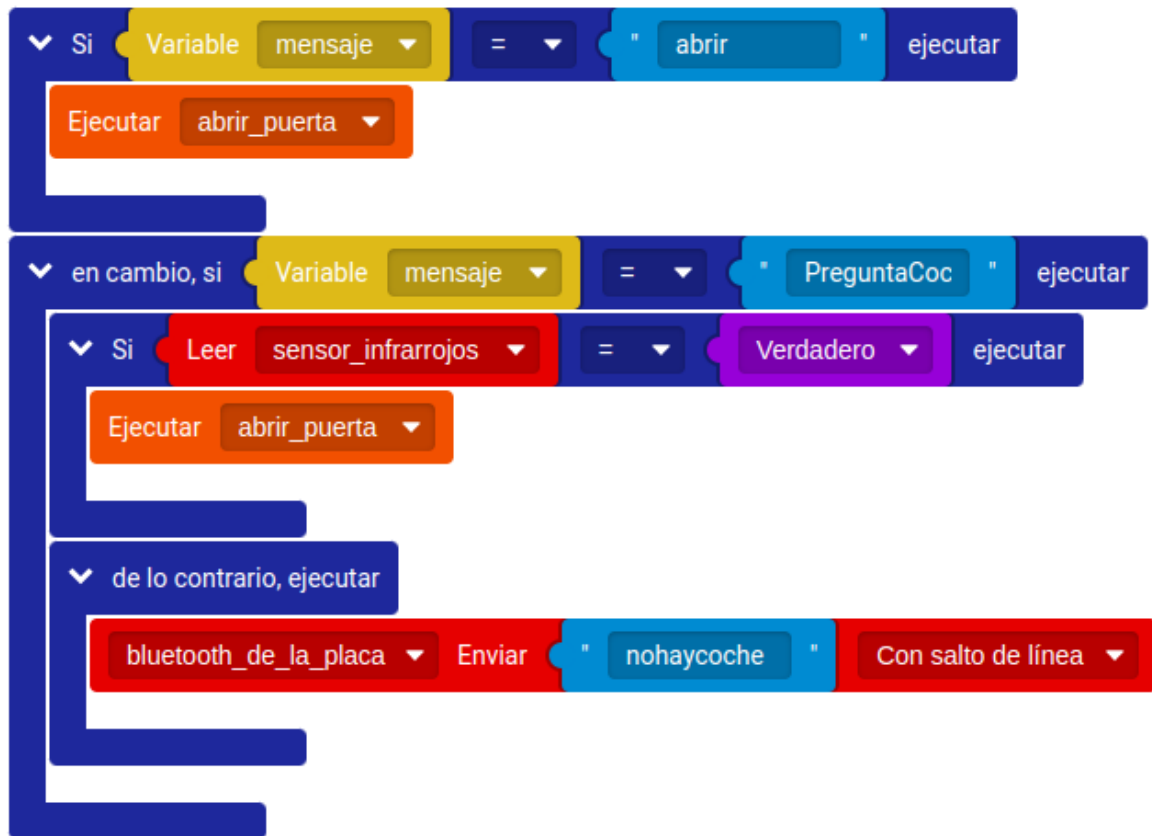 Si Variable mensaje = " abrir " ejecutar
Ejecutar abrir_puerta
en cambio, si Variable mensaje = " PreguntaCoc " ejecutar
Si Leer sensor_infrarrojos = Verdadero ejecutar
Ejecutar abrir_puerta
de lo contrario, ejecutar
bluetooth_de_la_placa Enviar " nohaycoche " Con salto de línea